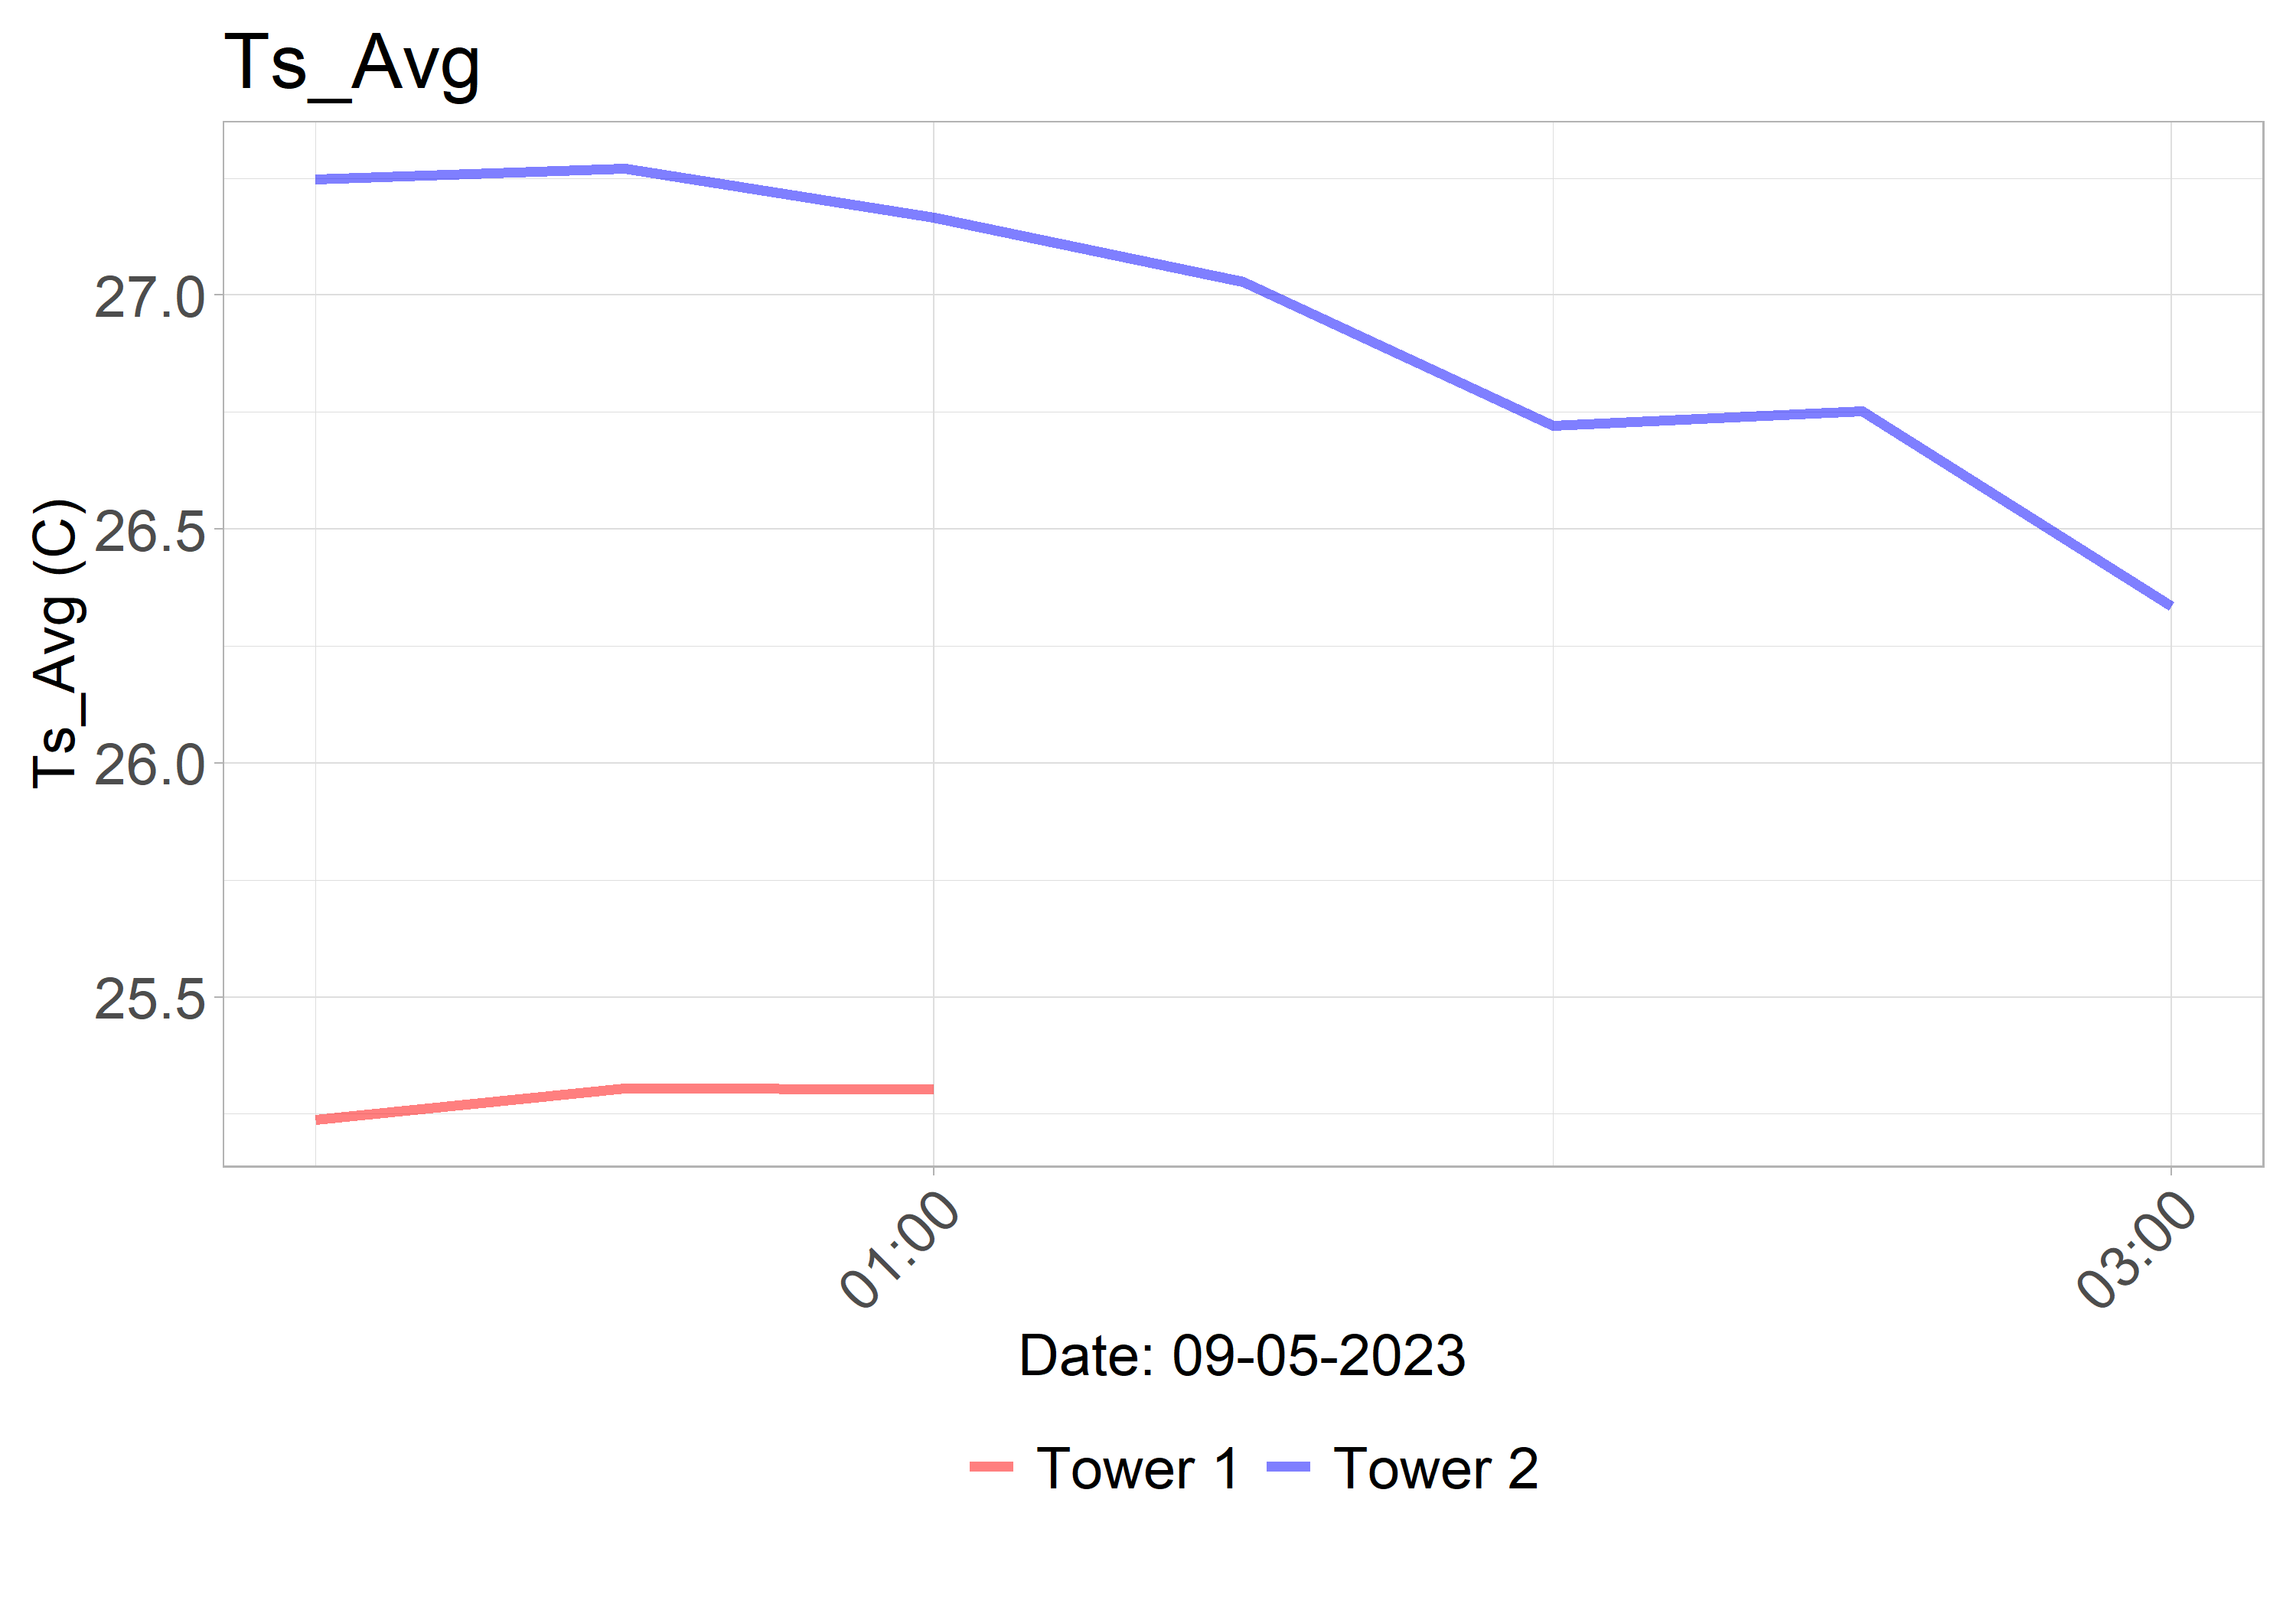 Ts_Avg
Ts_Avg (C)
27.0
26.5
26.0
25.5
01:00
03:00
Date: 09-05-2023
Tower 1
Tower 2